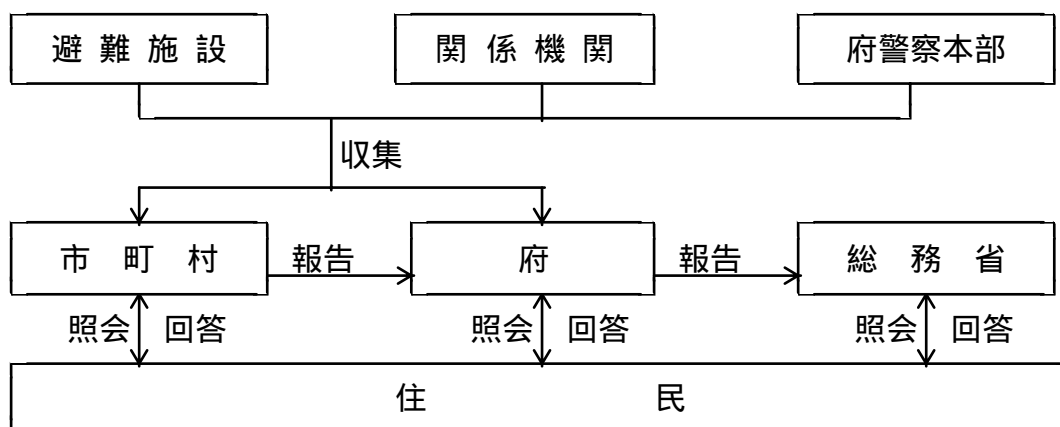 避難施設
関係機関
府警察本部
収集
市町村
報告
府
報告
総務省
照会 回答
照会 回答
照会 回答
住民